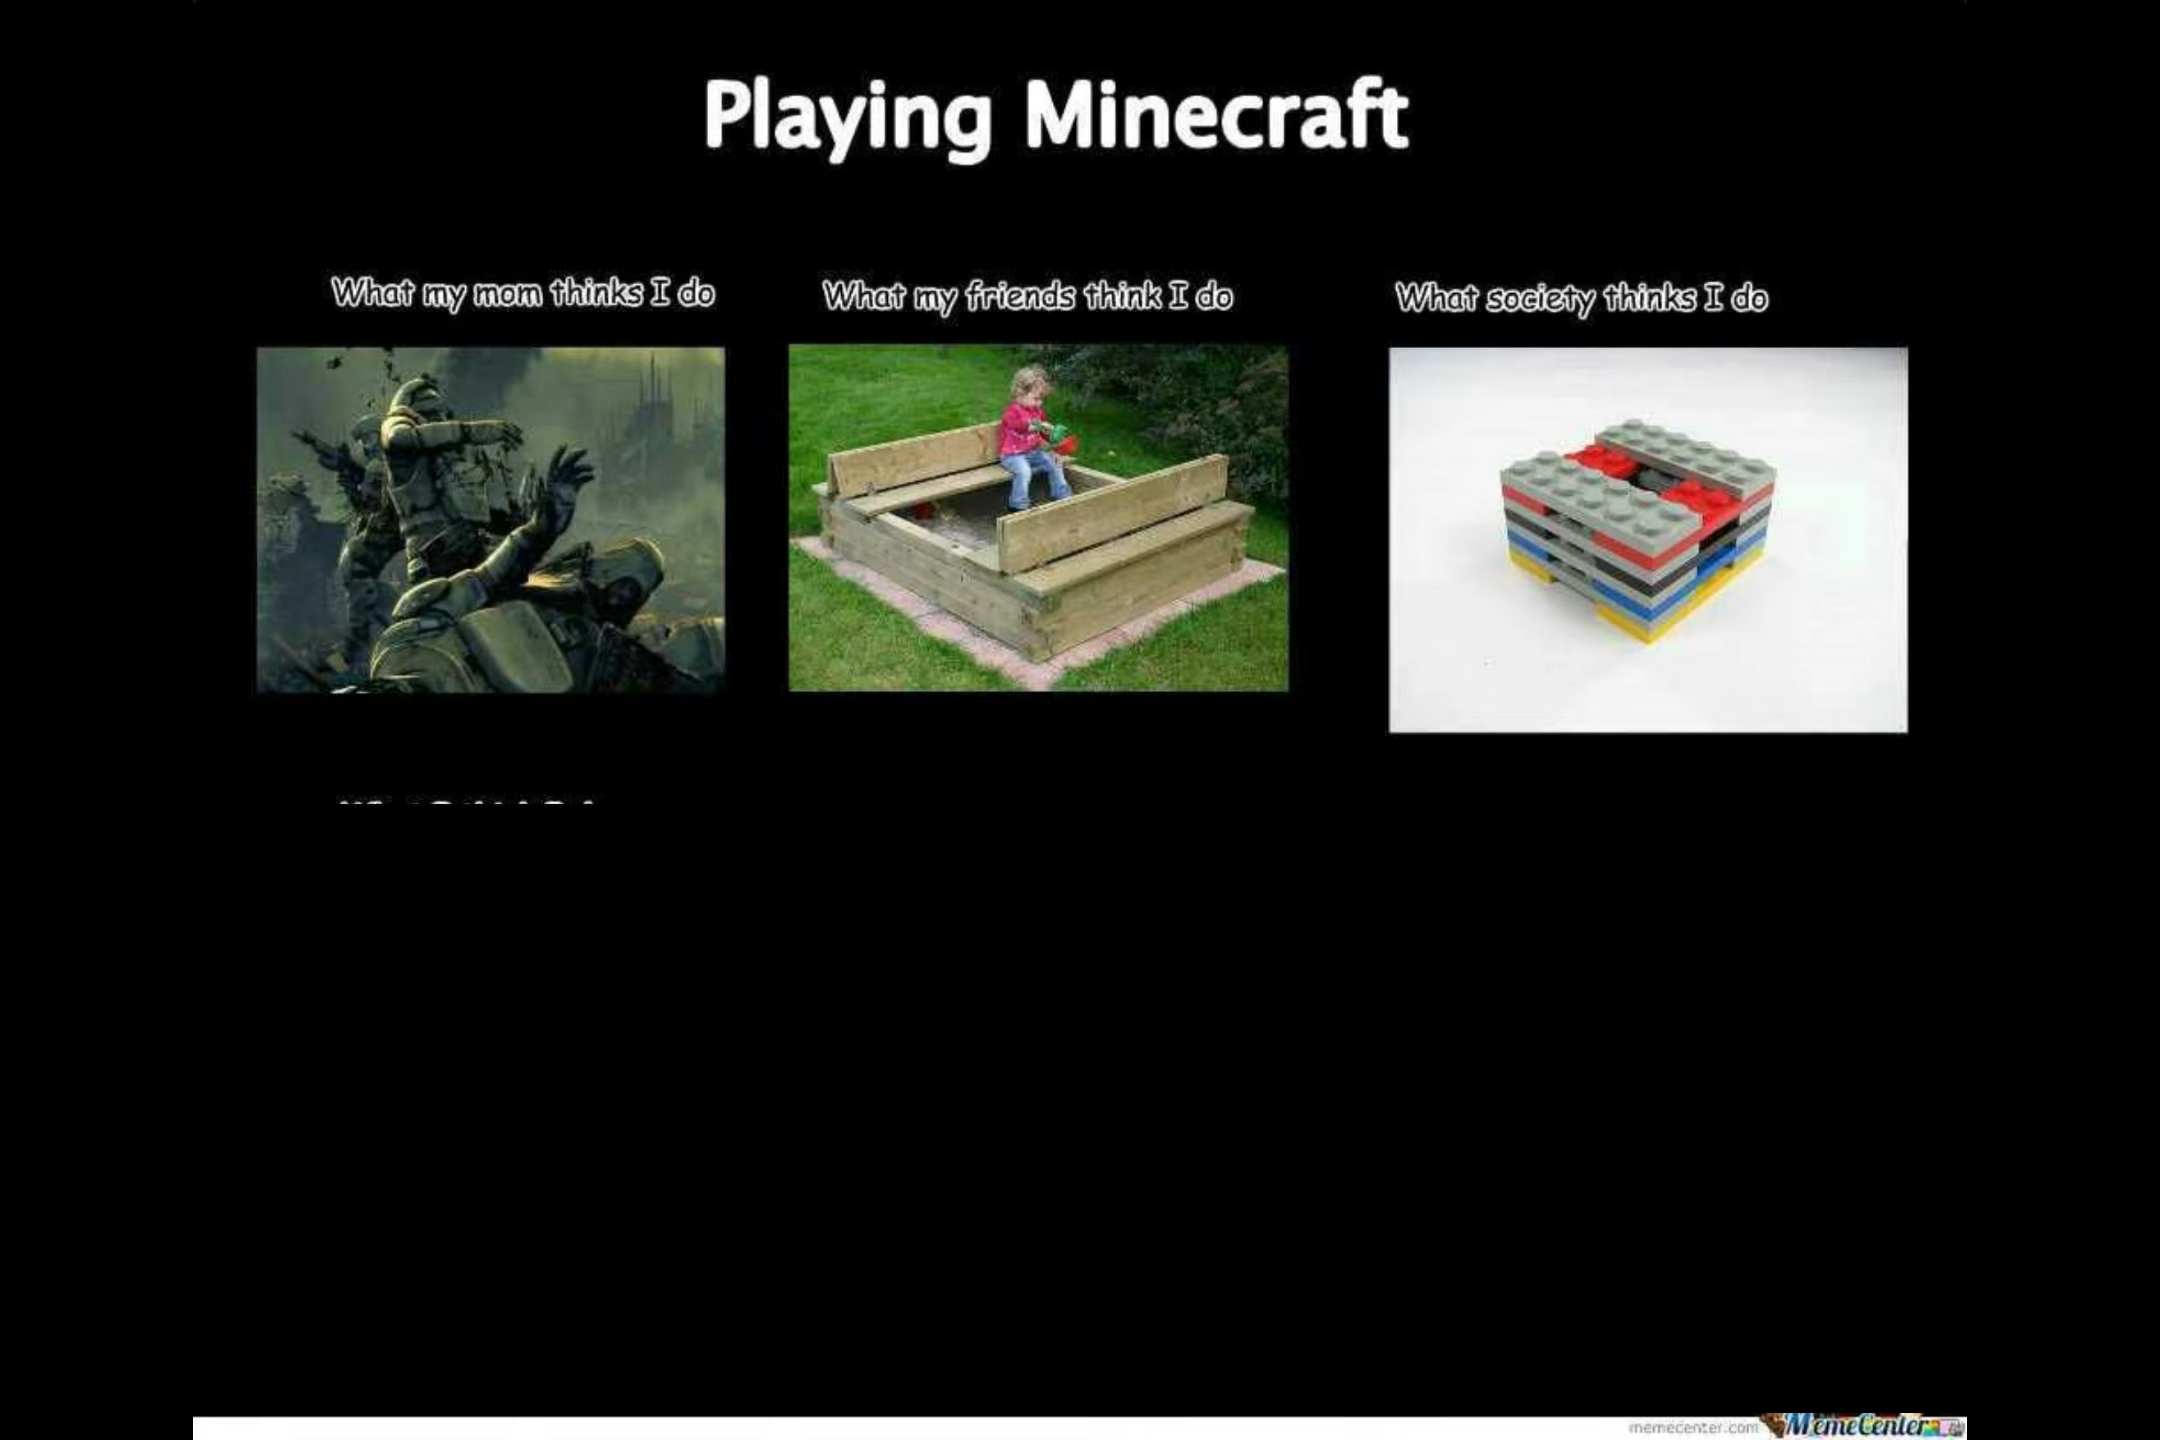 Playing Minecraft
What my mom thinks I do
What my friends think I do
What society thinks I do
memecenter.com MemeCenter